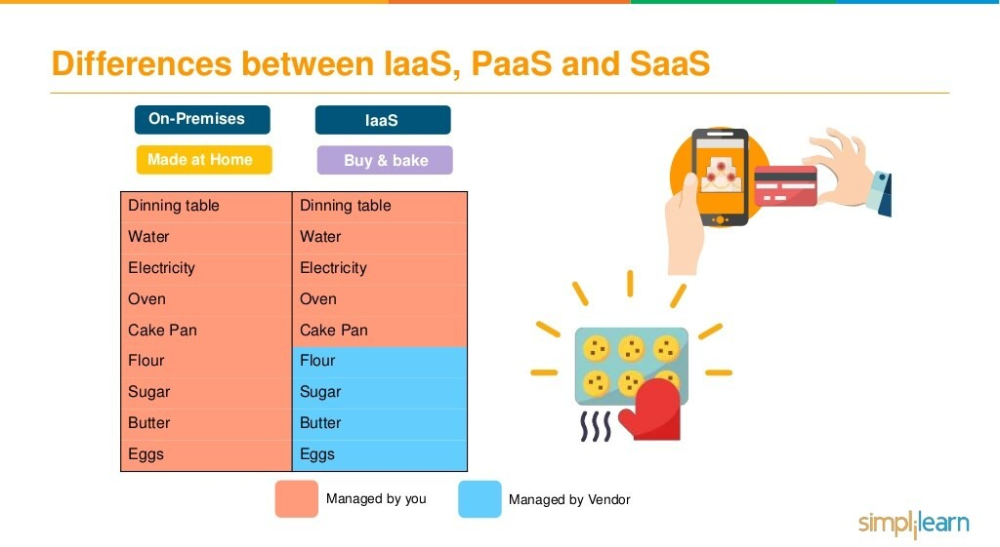 Differences between IaaS, PaaS and SaaS
On-Premises
IaaS
Made at Home
Buy & bake
Dinning table
Dinning table
Water
Water
Electricity
Electricity
Oven
Oven
Cake Pan
Cake Pan
Flour
Flour
Sugar
Sugar
Butter
Butter
Eggs
Eggs
Managed by you
Managed by Vendor
simplilearn